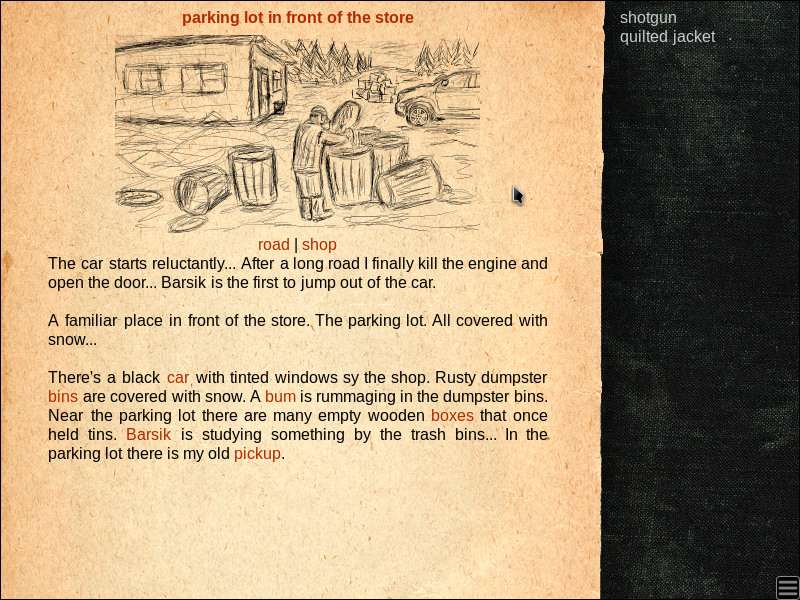 parking lot in front of the store
shotgun
quilted jacket
road | shop
The car starts reluctantly... After a long road I finally kill the engine and
open the door... Barsik is the first to jump out of the car.
A familiar place in front of the store. The parking lot. All covered with
snow...
There's a black car with tinted windows sy the shop. Rusty dumpster
bins are covered with snow. A bum is rummaging in the dumpster bins.
Near the parking lot there are many empty wooden boxes that once
held tins. Barsik is studying something by the trash bins... In the
parking lot there is my old pickup.